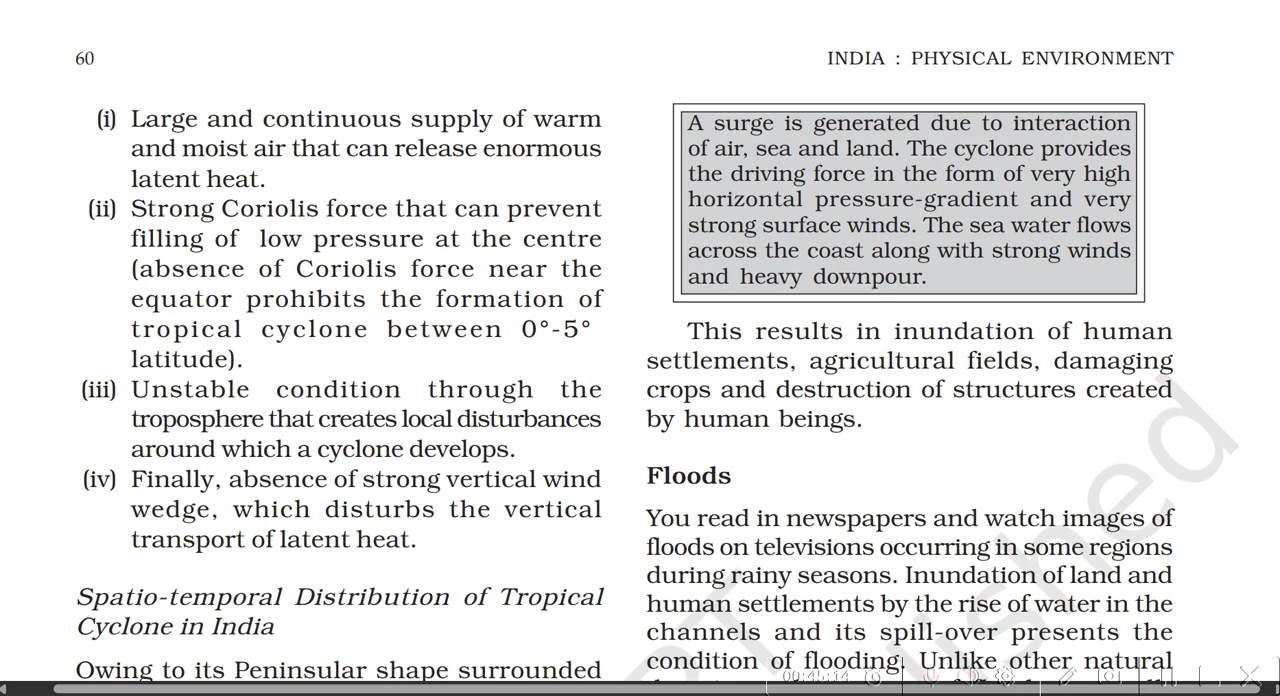 60
INDIA : PHYSICAL ENVIRONMENT
(i) Large and continuous supply of warm
and moist air that can release enormous
latent heat.
(ii) Strong Coriolis force that can prevent
filling of low pressure at the centre
(absence of Coriolis force near the
equator prohibits the formation of
tropical cyclone between 0°-5°
latitude).
(iii) Unstable condition through the
troposphere that creates local disturbances
around which a cyclone develops.
(iv) Finally, absence of strong vertical wind
wedge, which disturbs the vertical
transport of latent heat.
Spatio-temporal Distribution of Tropical
Cyclone in India
Owing to its Peninsular shape surrounded
A surge is generated due to interaction
of air, sea and land. The cyclone provides
the driving force in the form of very high
horizontal pressure-gradient and very
strong surface winds. The sea water flows
across the coast along with strong winds
and heavy downpour.
This results in inundation of human
settlements, agricultural fields, damaging
crops and destruction of structures created
by human beings.
Floods
You read in newspapers and watch images of
floods on televisions occurring in some regions
during rainy seasons. Inundation of land and
human settlements by the rise of water in the
channels and its spill-over presents the
condition of flooding. Unlike other natural
00:45:14